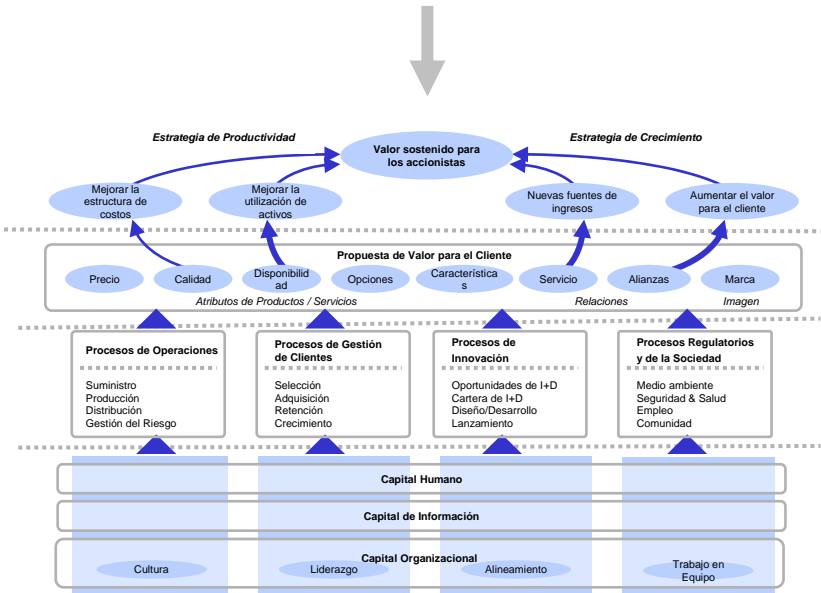 Estrategia de Productividad
Estrategia de Crecimiento
Valor sostenido para
los accionistas
Mejorar la
estructura de
costos
Mejorar la
utilización de
activos
Nuevas fuentes de
ingresos
Aumentar el valor
para el cliente
Propuesta de Valor para el Cliente
Precio
Calidad
Disponibilid
ad
Opciones
Característica
s
Servicio
Alianzas
Marca
Atributos de Productos / Servicios
Relaciones
Imagen
Procesos de Operaciones
Suministro
Producción
Distribución
Gestión del Riesgo
Procesos de Gestión
de Clientes
Selección
Adquisición
Retención
Crecimiento
Procesos de
Innovación
Oportunidades de I+D
Cartera de I+D
Diseño/Desarrollo
Lanzamiento
Procesos Regulatorios
y de la Sociedad
Medio ambiente
Seguridad & Salud
Empleo
Comunidad
Capital Humano
Capital de Información
Capital Organizacional
Cultura
Liderazgo
Alineamiento
Trabajo en
Equipo